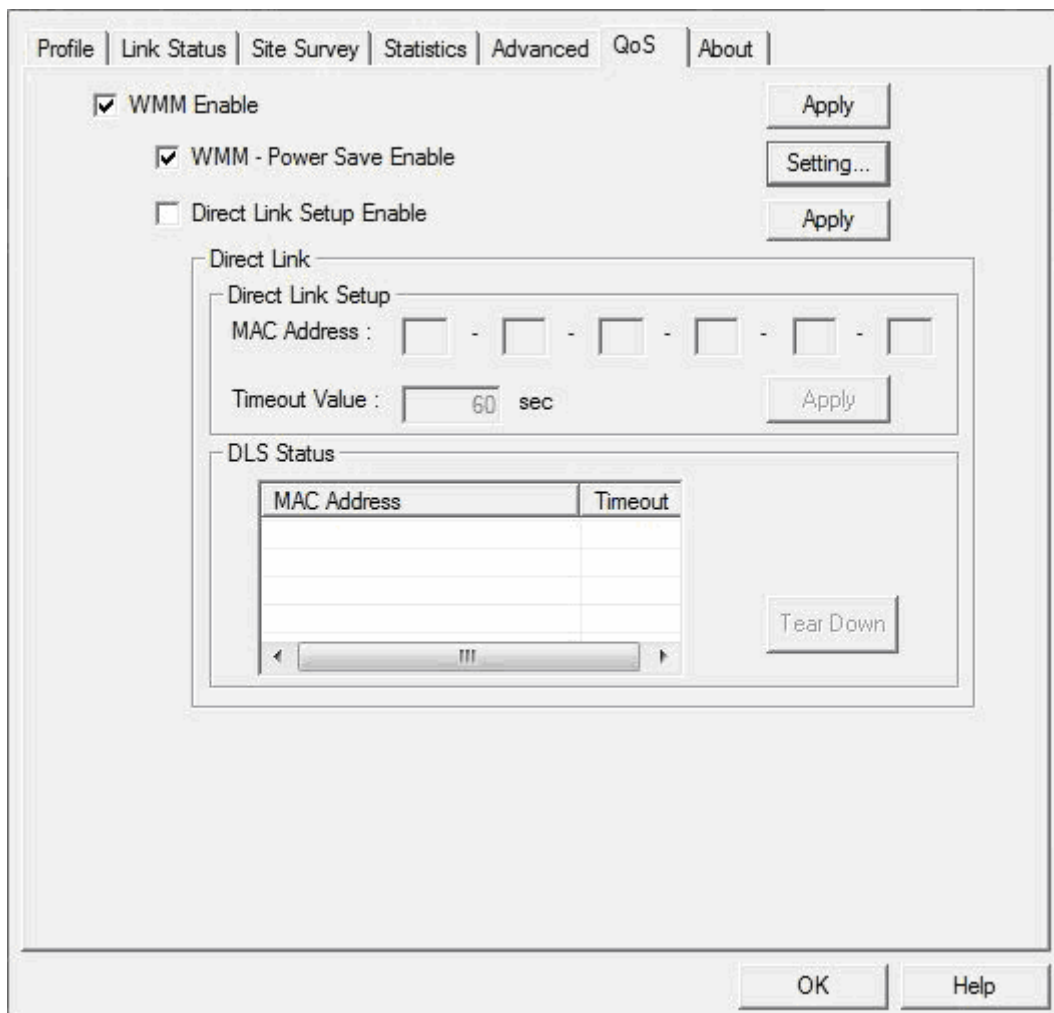 Profile Link Status Site Survey Statistics Advanced QoS About
WMM Enable Apply
WMM - Power Save Enable Setting...
Direct Link Setup Enable Apply
Direct Link
Direct Link Setup
MAC Address : - - - - -
Timeout Value : 60 sec Apply
DLS Status
MAC Address Timeout
Tear Down
OK Help